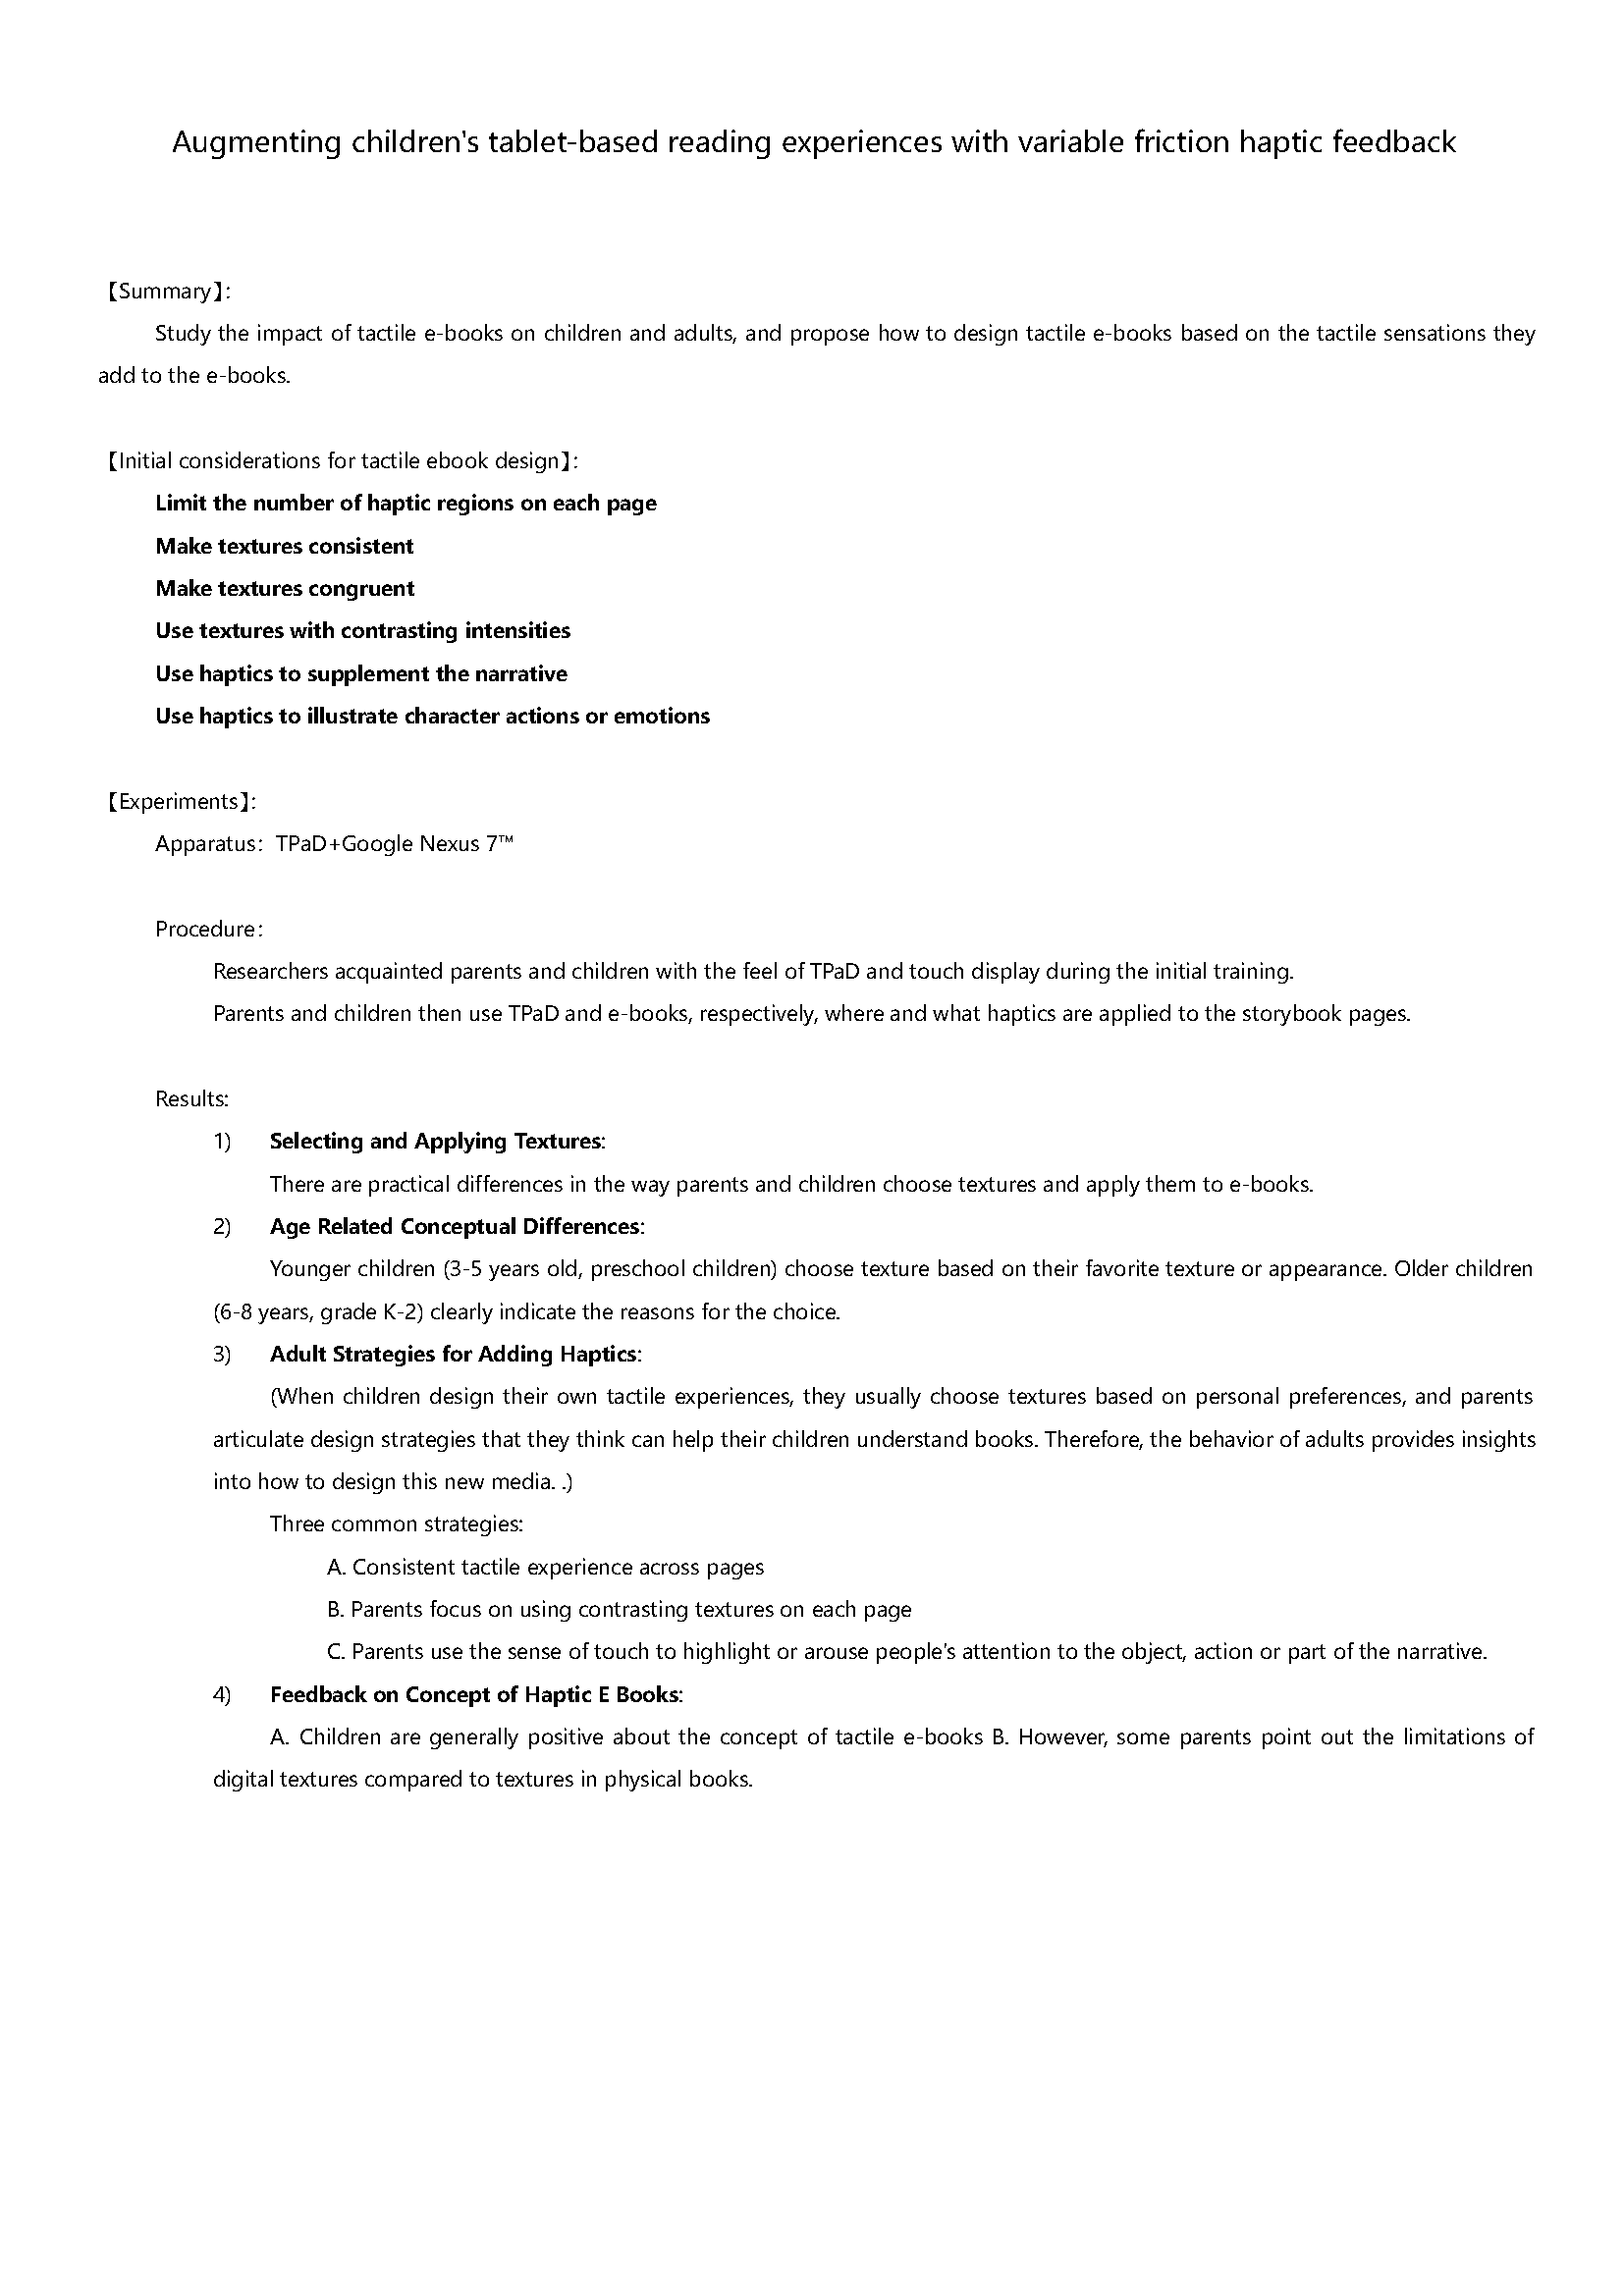 Augmenting children's tablet-based reading experiences with variable friction haptic feedback
【Summary】:
Study the impact of tactile e-books on children and adults, and propose how to design tactile e-books based on the tactile sensations they
add to the e-books.
【Initial considerations for tactile ebook design】:
Limit the number of haptic regions on each page
Make textures consistent
Make textures congruent
Use textures with contrasting intensities
Use haptics to supplement the narrative
Use haptics to illustrate character actions or emotions
【Experiments】:
Apparatus: TPaD+Google Nexus 7™
Procedure:
Researchers acquainted parents and children with the feel of TPaD and touch display during the initial training.
Parents and children then use TPaD and e-books, respectively, where and what haptics are applied to the storybook pages.
Results:
1) Selecting and Applying Textures:
There are practical differences in the way parents and children choose textures and apply them to e-books.
2) Age Related Conceptual Differences:
Younger children (3-5 years old, preschool children) choose texture based on their favorite texture or appearance. Older children
(6-8 years, grade K-2) clearly indicate the reasons for the choice.
3) Adult Strategies for Adding Haptics:
(When children design their own tactile experiences, they usually choose textures based on personal preferences, and parents
articulate design strategies that they think can help their children understand books. Therefore, the behavior of adults provides insights
into how to design this new media. .)
Three common strategies:
A. Consistent tactile experience across pages
B. Parents focus on using contrasting textures on each page
C. Parents use the sense of touch to highlight or arouse people's attention to the object, action or part of the narrative.
4) Feedback on Concept of Haptic E Books:
A. Children are generally positive about the concept of tactile e-books B. However, some parents point out the limitations of
digital textures compared to textures in physical books.